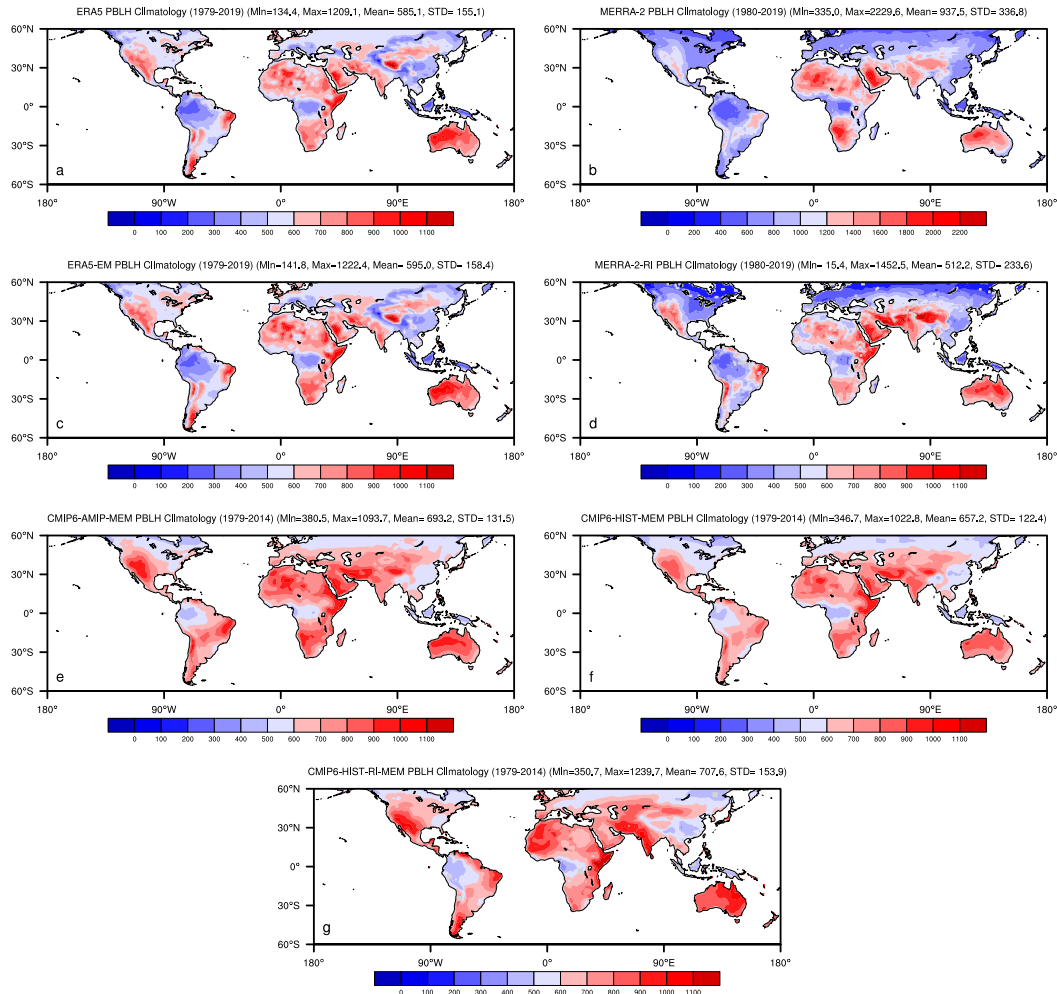 ERA5 PBLH Climatology (1979-2019) (Min=134.4, Max=1209.1, Mean= 585.1, STD= 155.1)
60°N
30°N
0°
30°S
60°S
a
180° 90°W 0° 90°E 180°
0 100 200 300 400 500 600 700 800 900 1000 1100
MERRA-2 PBLH Climatology (1980-2019) (Min=335.0, Max=2229.6, Mean= 937.5, STD= 336.8)
60°N
30°N
0°
30°S
60°S
b
180° 90°W 0° 90°E 180°
0 200 400 600 800 1000 1200 1400 1600 1800 2000 2200
ERA5-EM PBLH Climatology (1979-2019) (Min=141.8, Max=1222.4, Mean= 595.0, STD= 158.4)
60°N
30°N
0°
30°S
60°S
c
180° 90°W 0° 90°E 180°
0 100 200 300 400 500 600 700 800 900 1000 1100
MERRA-2-RI PBLH Climatology (1980-2019) (Min= 15.4, Max=1452.5, Mean= 512.2, STD= 233.6)
60°N
30°N
0°
30°S
60°S
d
180° 90°W 0° 90°E 180°
0 100 200 300 400 500 600 700 800 900 1000 1100
CMIP6-AMIP-MEM PBLH Climatology (1979-2014) (Min=380.5, Max=1093.7, Mean= 693.2, STD= 131.5)
60°N
30°N
0°
30°S
60°S
e
180° 90°W 0° 90°E 180°
0 100 200 300 400 500 600 700 800 900 1000 1100
CMIP6-HIST-MEM PBLH Climatology (1979-2014) (Min=346.7, Max=1022.8, Mean= 657.2, STD= 122.4)
60°N
30°N
0°
30°S
60°S
f
180° 90°W 0° 90°E 180°
0 100 200 300 400 500 600 700 800 900 1000 1100
CMIP6-HIST-RI-MEM PBLH Climatology (1979-2014) (Min=350.7, Max=1239.7, Mean= 707.6, STD= 153.9)
60°N
30°N
0°
30°S
60°S
g
180° 90°W 0° 90°E 180°
0 100 200 300 400 500 600 700 800 900 1000 1100